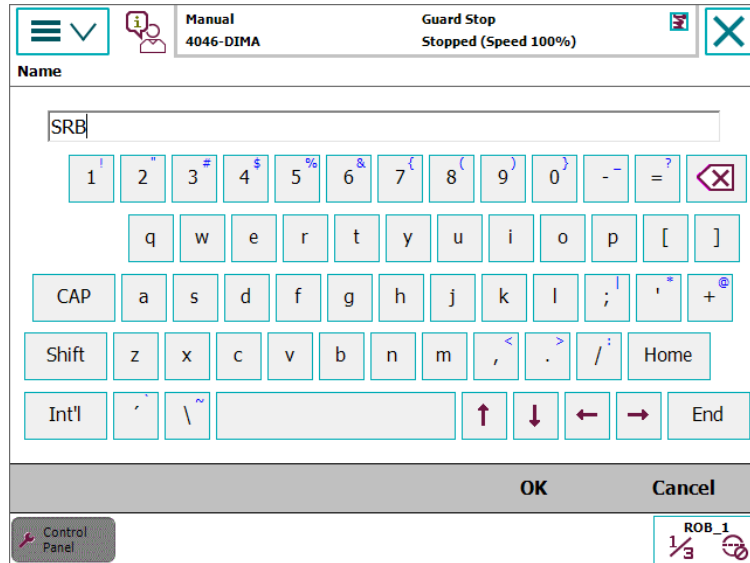 Manual
4046-DIMA
Guard Stop
Stopped (Speed 100%)
Name
SRB
1 ! 2 " 3 # 4 $ 5 % 6 & 7 { 8 ( 9 ) 0 } - _ = ?
q w e r t y u i o p [ ]
CAP a s d f g h j k l ; | ' * + @
Shift z x c v b n m , < . > / : Home
Int'l ´ ` \ ~ ↑ ↓ ← → End
OK Cancel
Control
Panel
ROB_1
1/3